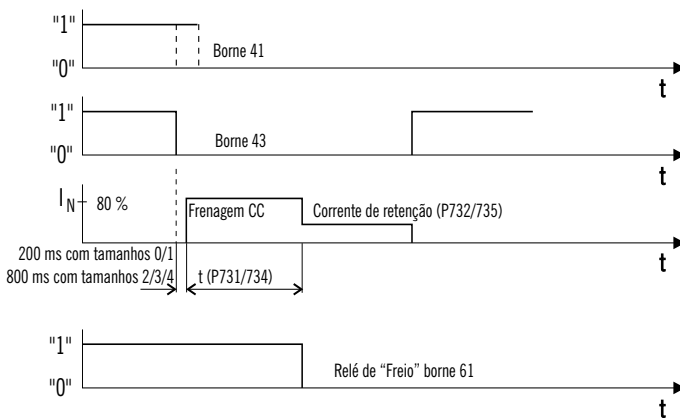 "1"
"0"
Borne 41
t
"1"
"0"
Borne 43
t
IN
80 %
Frenagem CC
Corrente de retenção (P732/735)
200 ms com tamanhos 0/1
800 ms com tamanhos 2/3/4
t (P731/734)
t
"1"
"0"
Relé de “Freio” borne 61
t